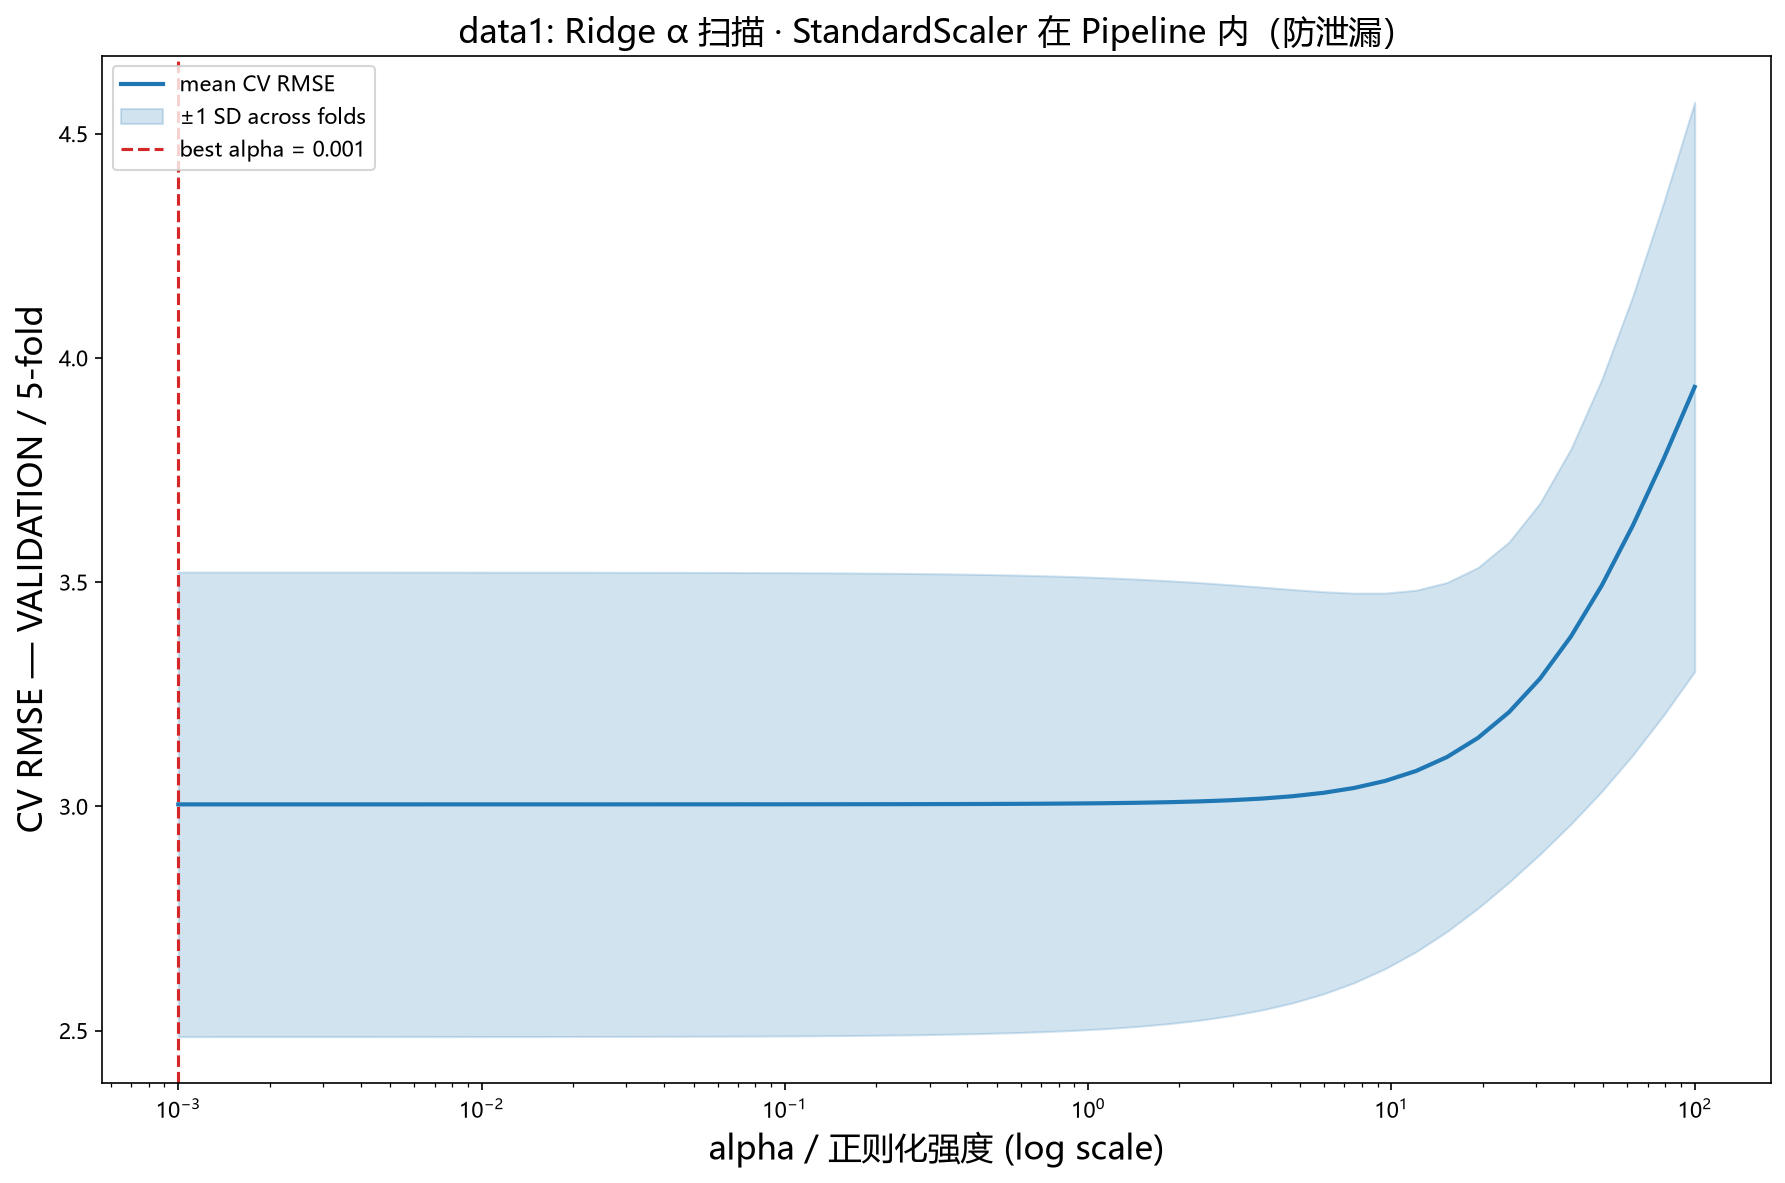 data1: Ridge α 扫描 · StandardScaler 在 Pipeline 内（防泄漏）
mean CV RMSE
±1 SD across folds
best alpha = 0.001
CV RMSE — VALIDATION / 5-fold
4.5
4.0
3.5
3.0
2.5
10⁻³
10⁻²
10⁻¹
10⁰
10¹
10²
alpha / 正则化强度 (log scale)